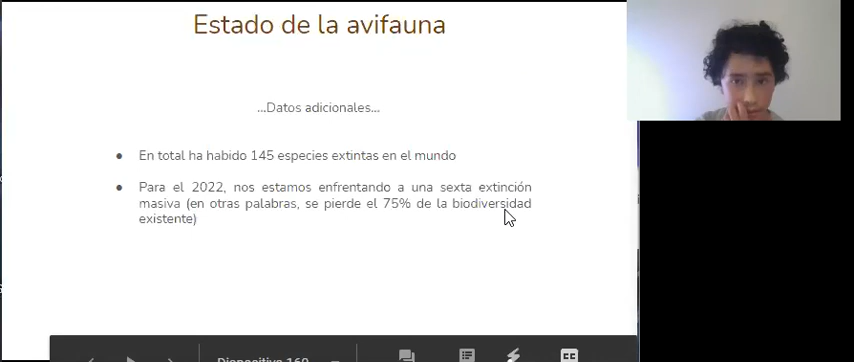 Estado de la avifauna
...Datos adicionales...
● En total ha habido 145 especies extintas en el mundo
● Para el 2022, nos estamos enfrentando a una sexta extinción
masiva (en otras palabras, se pierde el 75% de la biodiversidad
existente)
Diapositiva 169
CC